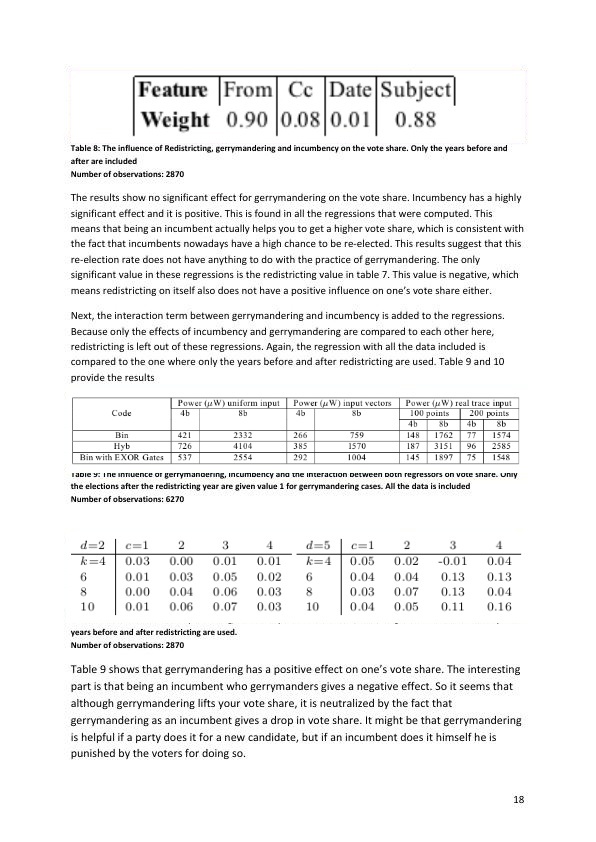 Feature From Cc Date Subject
Weight 0.90 0.08 0.01 0.88
Table 8: The influence of Redistricting, gerrymandering and incumbency on the vote share. Only the years before and
after are included
Number of observations: 2870
The results show no significant effect for gerrymandering on the vote share. Incumbency has a highly
significant effect and it is positive. This is found in all the regressions that were computed. This
means that being an incumbent actually helps you to get a higher vote share, which is consistent with
the fact that incumbents nowadays have a high chance to be re-elected. This results suggest that this
re-election rate does not have anything to do with the practice of gerrymandering. The only
significant value in these regressions is the redistricting value in table 7. This value is negative, which
means redistricting on itself also does not have a positive influence on one's vote share either.
Next, the interaction term between gerrymandering and incumbency is added to the regressions.
Because only the effects of incumbency and gerrymandering are compared to each other here,
redistricting is left out of these regressions. Again, the regression with all the data included is
compared to the one where only the years before and after redistricting are used. Table 9 and 10
provide the results
Code Power (μW) uniform input Power (μW) input vectors Power (μW) real trace input
4b 8b 4b 8b 100 points 200 points
4b 8b 4b 8b
Bin 421 2332 266 759 148 1762 77 1574
Hyb 726 4104 385 1570 187 3151 96 2585
Bin with EXOR Gates 537 2554 292 1004 145 1897 75 1548
Table 9: The influence of gerrymandering, incumbency and the interaction between both regressors on vote share. Only
the elections after the redistricting year are given value 1 for gerrymandering cases. All the data is included
Number of observations: 6270
d=2 c=1 2 3 4 d=5 c=1 2 3 4
k=4 0.03 0.00 0.01 0.01 k=4 0.05 0.02 -0.01 0.04
6 0.01 0.03 0.05 0.02 6 0.04 0.04 0.13 0.13
8 0.00 0.04 0.06 0.03 8 0.03 0.07 0.13 0.04
10 0.01 0.06 0.07 0.03 10 0.04 0.05 0.11 0.16
years before and after redistricting are used.
Number of observations: 2870
Table 9 shows that gerrymandering has a positive effect on one's vote share. The interesting
part is that being an incumbent who gerrymanders gives a negative effect. So it seems that
although gerrymandering lifts your vote share, it is neutralized by the fact that
gerrymandering as an incumbent gives a drop in vote share. It might be that gerrymandering
is helpful if a party does it for a new candidate, but if an incumbent does it himself he is
punished by the voters for doing so.
18